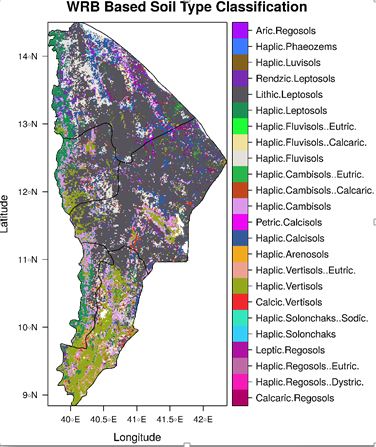 WRB Based Soil Type Classification
14°N
13°N
12°N
11°N
10°N
9°N
Latitude
40°E 40.5°E 41°E 41.5°E 42°E
Longitude
Aric.Regosols
Haplic.Phaeozems
Haplic.Luvisols
Rendzic.Leptosols
Lithic.Leptosols
Haplic.Leptosols
Haplic.Fluvisols..Eutric.
Haplic.Fluvisols..Calcaric.
Haplic.Fluvisols
Haplic.Cambisols..Eutric.
Haplic.Cambisols..Calcaric.
Haplic.Cambisols
Petric.Calcisols
Haplic.Calcisols
Haplic.Arenosols
Haplic.Vertisols..Eutric.
Haplic.Vertisols
Calcic.Vertisols
Haplic.Solonchaks..Sodic.
Haplic.Solonchaks
Leptic.Regosols
Haplic.Regosols..Eutric.
Haplic.Regosols..Dystric.
Calcaric.Regosols